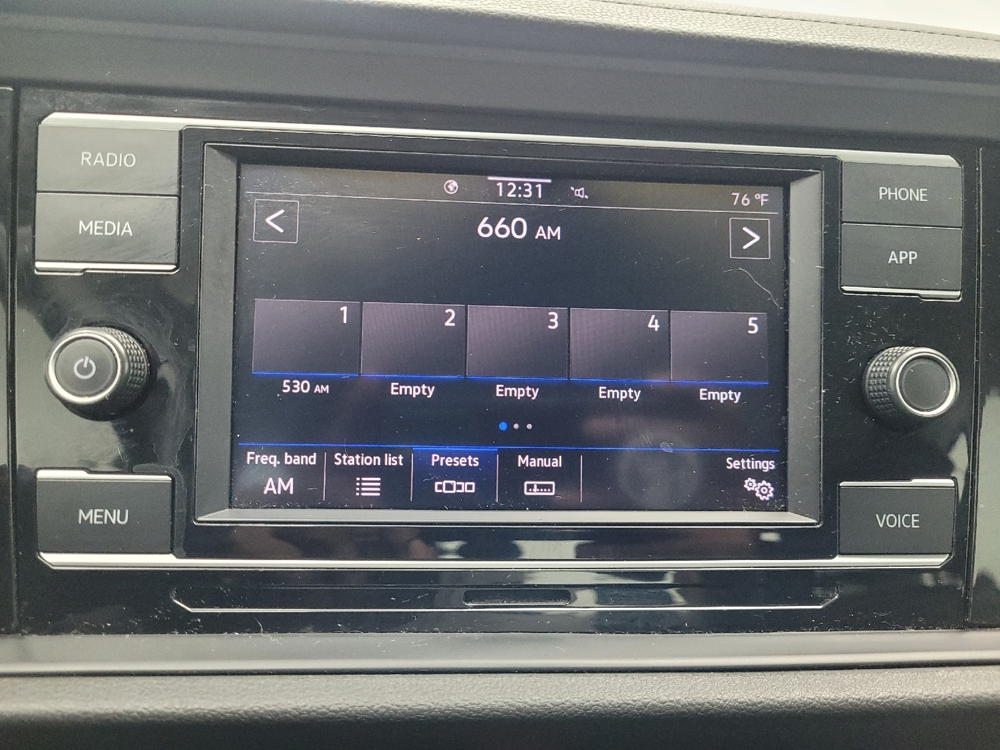 RADIO
MEDIA
MENU
12:31
76 °F
<
660 AM
>
1
2
3
4
5
530 AM
Empty
Empty
Empty
Empty
Freq. band
AM
Station list
Presets
Manual
Settings
PHONE
APP
VOICE